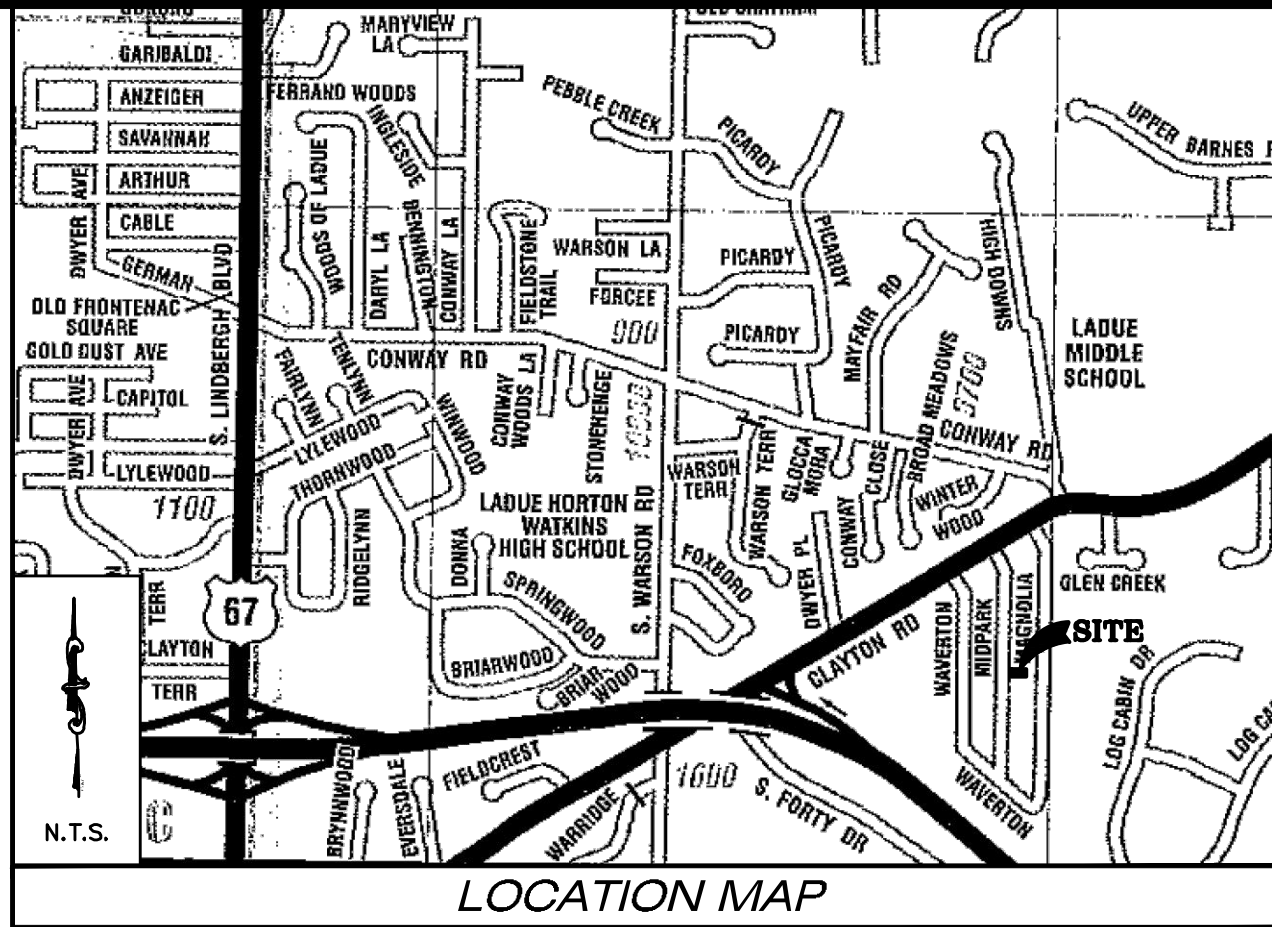 MARYVIEW
LA
GARIBALDI
ANZEIGER
FERRAND WOODS
PEBBLE CREEK
PICARDY
UPPER BARNES
SAVANNAH
INGLESIDE
ARTHUR
WOODS OF LADUE
CABLE
DWYER AVE
BENNINGTON
CONWAY LA
DARYL LA
FIELDSTONE
TRAIL
WARSON LA
PICARDY
PICARDY
HIGH DOWNS
GERMAN
S. LINDBERGH BLVD
FORCEE
MAYFAIR RD
OLD FRONTENAC
SQUARE
900
PICARDY
LADUE
MIDDLE
SCHOOL
GOLD DUST AVE
TENLYNN
CONWAY RD
FAIRLYNN
DWYER AVE
CAPITOL
CONWAY
WOODS LA
STONEHENGE
10000
BROAD MEADOWS
9700
CONWAY RD
LYLEWOOD
WINWOOD
LYLEWOOD
THORNWOOD
WARSON
TERR
WARSON TERR
GLOCCA
MORA
CONWAY
CLOSE
WINTER
WOOD
1100
LADUE HORTON
WATKINS
HIGH SCHOOL
RIDGELYNN
DONNA
S. WARSON RD
FOXBORO
DWYER PL
GLEN CREEK
67
TERR
SPRINGWOOD
CLAYTON RD
WAVERTON
MIDPARK
MAGNOLIA
SITE
CLAYTON
TERR
BRIARWOOD
BRIAR
WOOD
LOG CABIN DR
FIELDCREST
1600
S. FORTY DR
WAVERTON
BRYNNWOOD
EVERSDALE
WARRIDGE
N.T.S.
LOCATION MAP